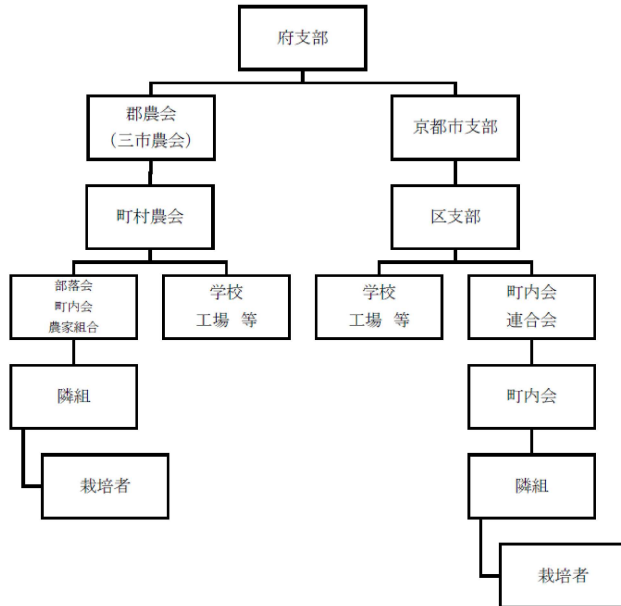 府支部
郡農会
（三市農会）
京都市支部
町村農会
区支部
部落会
町内会
農家組合
学校
工場 等
学校
工場 等
町内会
連合会
隣組
町内会
栽培者
隣組
栽培者